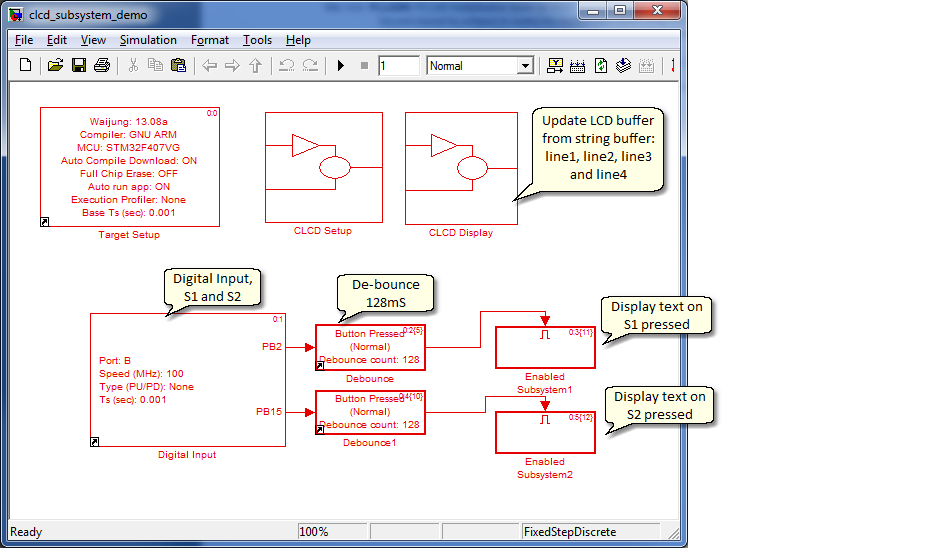 clcd_subsystem_demo
File Edit View Simulation Format Tools Help
1 Normal
0:0
Waijung: 13.08a
Compiler: GNU ARM
MCU: STM32F407VG
Auto Compile Download: ON
Full Chip Erase: OFF
Auto run app: ON
Execution Profiler: None
Base Ts (sec): 0.001
Target Setup
CLCD Setup
CLCD Display
Update LCD buffer
from string buffer:
line1, line2, line3
and line4
Digital Input,
S1 and S2
De-bounce
128mS
Display text on
S1 pressed
0:1
Port: B
Speed (MHz): 100
Type (PU/PD): None
Ts (sec): 0.001
PB2
PB15
Digital Input
0:2{5}
Button Pressed
(Normal)
Debounce count: 128
Debounce
0:3{11}
Enabled
Subsystem1
0:4{10}
Button Pressed
(Normal)
Debounce count: 128
Debounce1
0:5{12}
Enabled
Subsystem2
Display text on
S2 pressed
Ready 100% FixedStepDiscrete